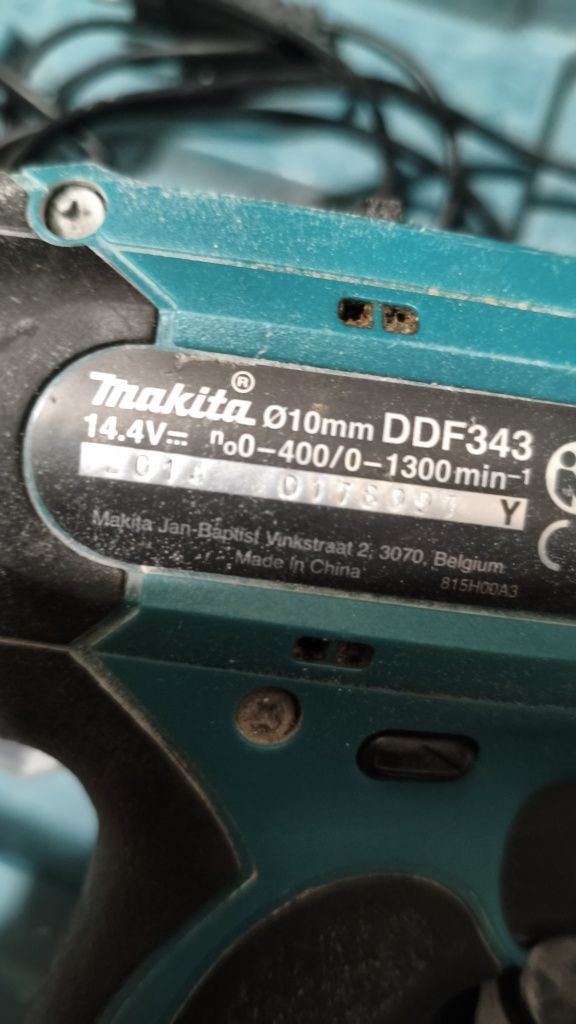 makita®
Ø10mm DDF343
14.4V⎓ n₀0-400/0-1300min⁻¹
Y
Makita Jan-Baptist Vinkstraat 2, 3070, Belgium
Made in China
815H00A3